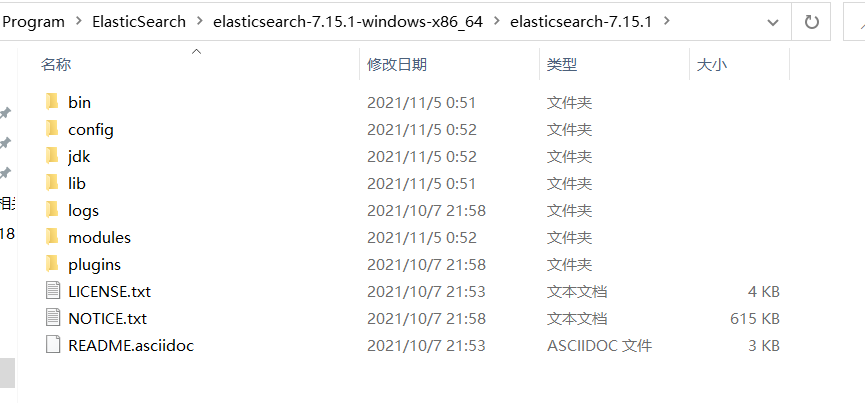 Program > ElasticSearch > elasticsearch-7.15.1-windows-x86_64 > elasticsearch-7.15.1 >
名称 修改日期 类型 大小
bin 2021/11/5 0:51 文件夹
config 2021/11/5 0:52 文件夹
jdk 2021/11/5 0:52 文件夹
lib 2021/11/5 0:51 文件夹
logs 2021/10/7 21:58 文件夹
modules 2021/11/5 0:52 文件夹
plugins 2021/10/7 21:58 文件夹
LICENSE.txt 2021/10/7 21:53 文本文档 4 KB
NOTICE.txt 2021/10/7 21:58 文本文档 615 KB
README.asciidoc 2021/10/7 21:53 ASCIIDOC 文件 3 KB
相
18